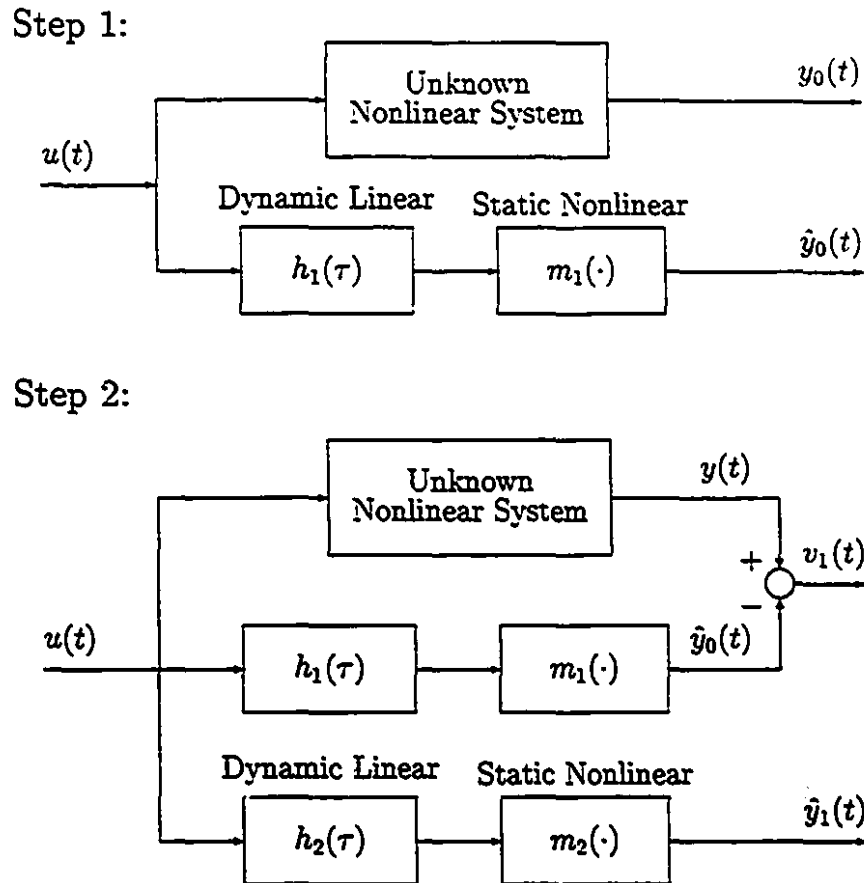 Step 1:
Unknown
Nonlinear System
y₀(t)
u(t)
Dynamic Linear
Static Nonlinear
h₁(τ)
m₁(·)
ŷ₀(t)
Step 2:
Unknown
Nonlinear System
y(t)
+
v₁(t)
−
u(t)
h₁(τ)
m₁(·)
ŷ₀(t)
Dynamic Linear
Static Nonlinear
h₂(τ)
m₂(·)
ŷ₁(t)